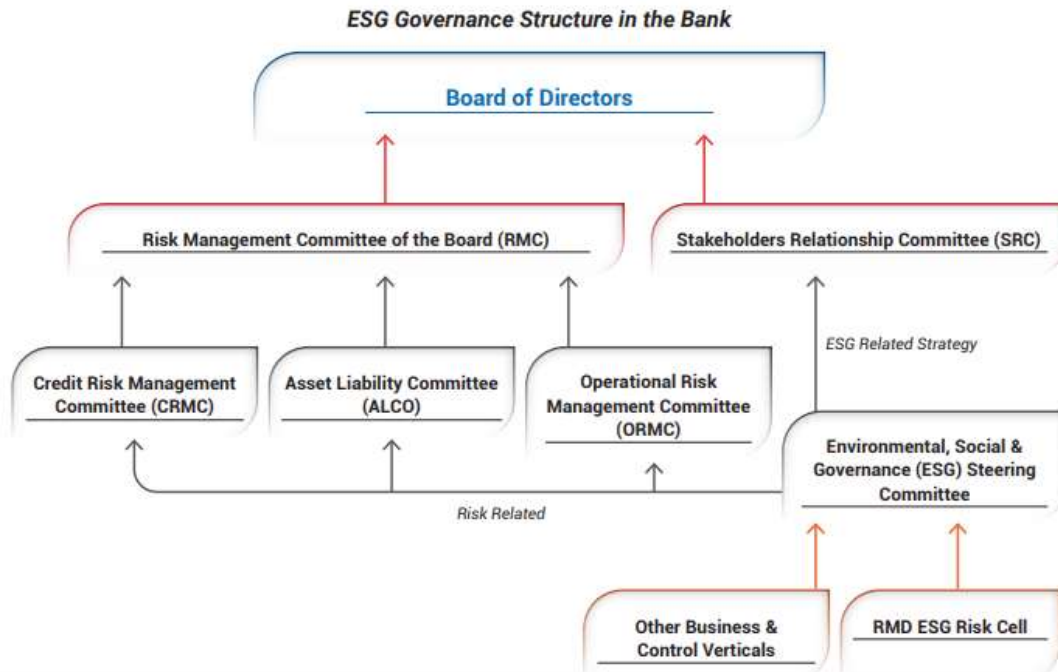 ESG Governance Structure in the Bank
Board of Directors
Risk Management Committee of the Board (RMC)
Stakeholders Relationship Committee (SRC)
ESG Related Strategy
Credit Risk Management
Committee (CRMC)
Asset Liability Committee
(ALCO)
Operational Risk
Management Committee
(ORMC)
Environmental, Social &
Governance (ESG) Steering
Committee
Risk Related
Other Business &
Control Verticals
RMD ESG Risk Cell